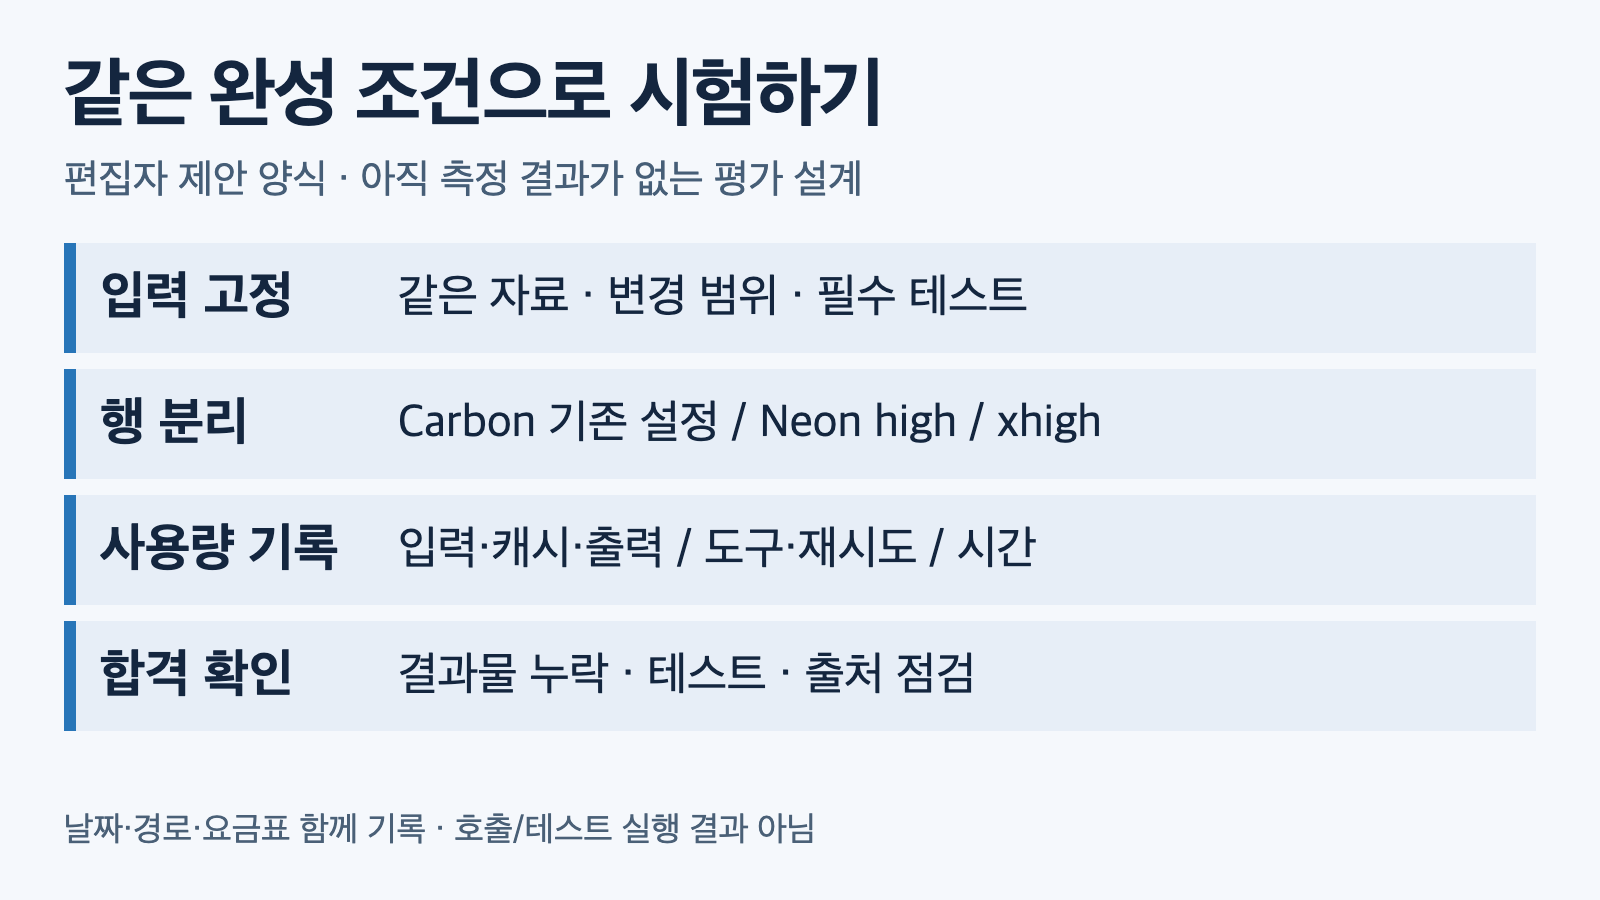 같은 완성 조건으로 시험하기
편집자 제안 양식 · 아직 측정 결과가 없는 평가 설계
입력 고정 같은 자료 · 변경 범위 · 필수 테스트
행 분리 Carbon 기존 설정 / Neon high / xhigh
사용량 기록 입력·캐시·출력 / 도구·재시도 / 시간
합격 확인 결과물 누락 · 테스트 · 출처 점검
날짜·경로·요금표 함께 기록 · 호출/테스트 실행 결과 아님